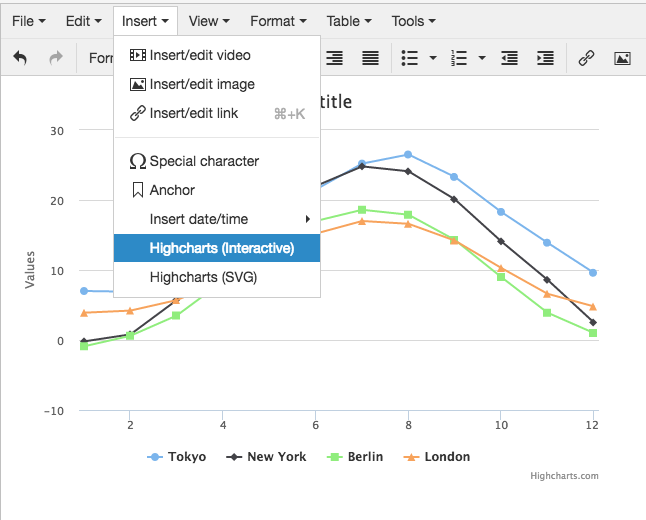 File Edit Insert View Format Table Tools
Insert/edit video
Insert/edit image
Insert/edit link ⌘+K
Special character
Anchor
Insert date/time
Highcharts (Interactive)
Highcharts (SVG)
title
30
20
10
0
−10
Values
2 4 6 8 10 12
Tokyo New York Berlin London
Highcharts.com